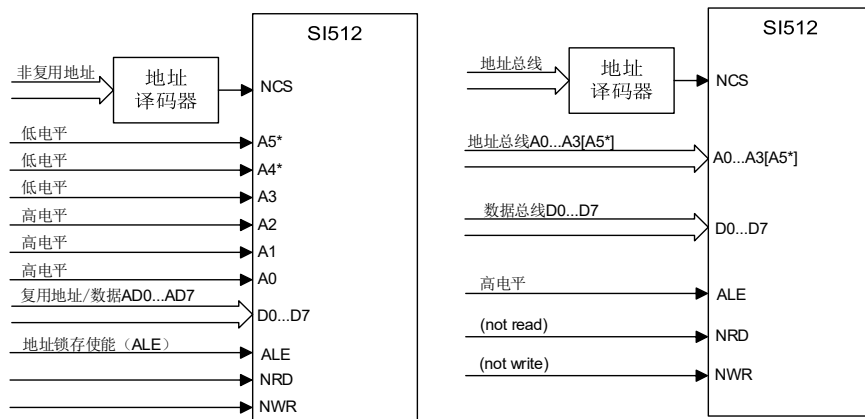 SI512
非复用地址
地址
译码器
NCS
低电平
A5*
低电平
A4*
低电平
A3
高电平
A2
高电平
A1
高电平
A0
复用地址/数据AD0...AD7
D0...D7
地址锁存使能（ALE）
ALE
NRD
NWR
SI512
地址总线
地址
译码器
NCS
地址总线A0...A3[A5*]
A0...A3[A5*]
数据总线D0...D7
D0...D7
高电平
ALE
(not read)
NRD
(not write)
NWR